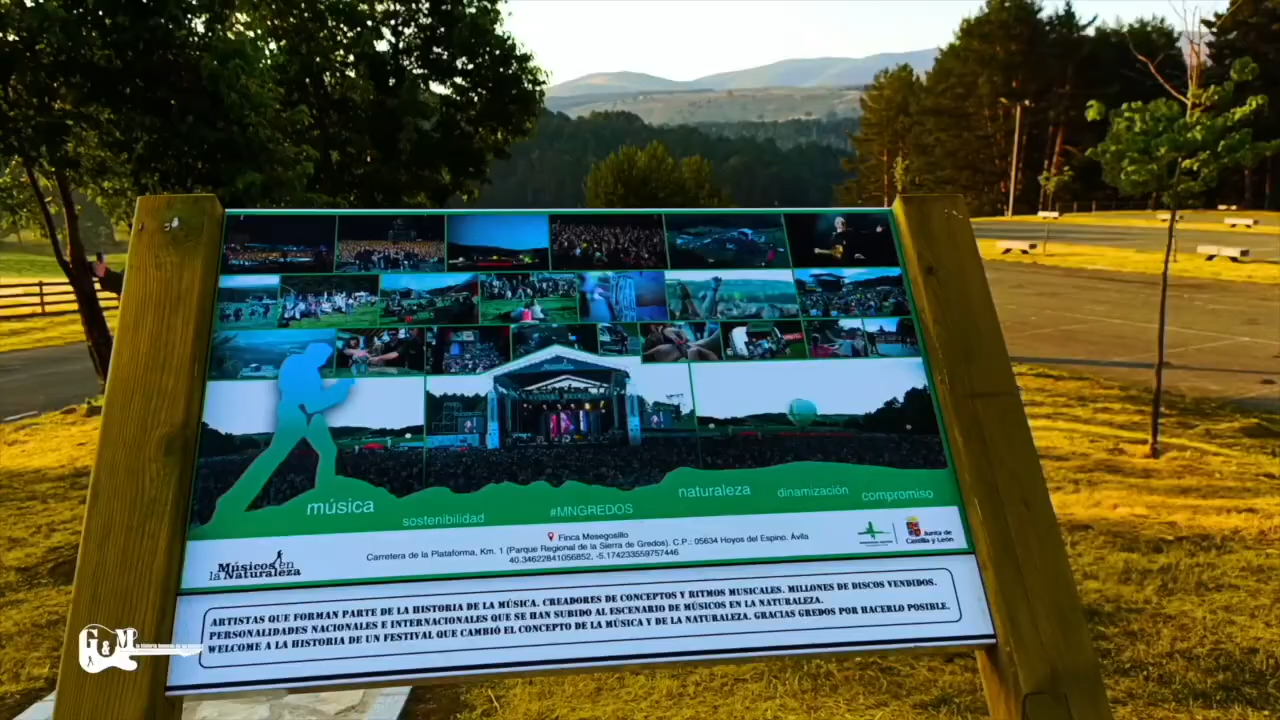 música
sostenibilidad
#MNGREDOS
naturaleza
dinamización
compromiso
Finca Mesegosillo
Carretera de la Plataforma, Km. 1 (Parque Regional de la Sierra de Gredos). C.P.: 05634 Hoyos del Espino. Ávila
40.34622841056852, -5.174233559757446
Músicos en
la Naturaleza
Junta de
Castilla y León
ARTISTAS QUE FORMAN PARTE DE LA HISTORIA DE LA MÚSICA. CREADORES DE CONCEPTOS Y RITMOS MUSICALES. MILLONES DE DISCOS VENDIDOS.
PERSONALIDADES NACIONALES E INTERNACIONALES QUE SE HAN SUBIDO AL ESCENARIO DE MÚSICOS EN LA NATURALEZA.
WELCOME A LA HISTORIA DE UN FESTIVAL QUE CAMBIÓ EL CONCEPTO DE LA MÚSICA Y DE LA NATURALEZA. GRACIAS GREDOS POR HACERLO POSIBLE.
G&M